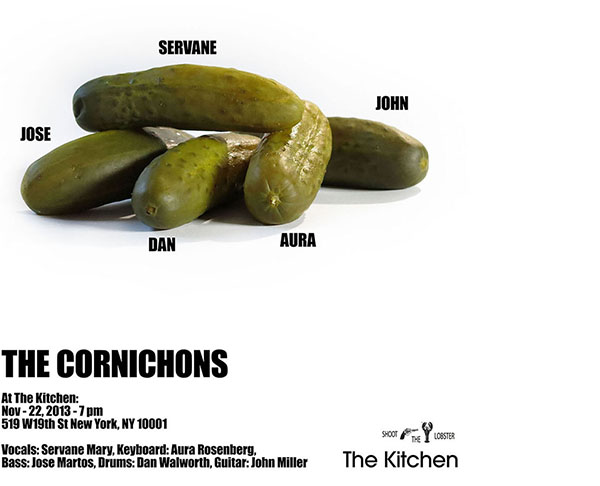 SERVANE
JOHN
JOSE
DAN
AURA
THE CORNICHONS
At The Kitchen:
Nov - 22, 2013 - 7 pm
519 W19th St New York, NY 10001
Vocals: Servane Mary, Keyboard: Aura Rosenberg,
Bass: Jose Martos, Drums: Dan Walworth, Guitar: John Miller
SHOOT THE LOBSTER
The Kitchen